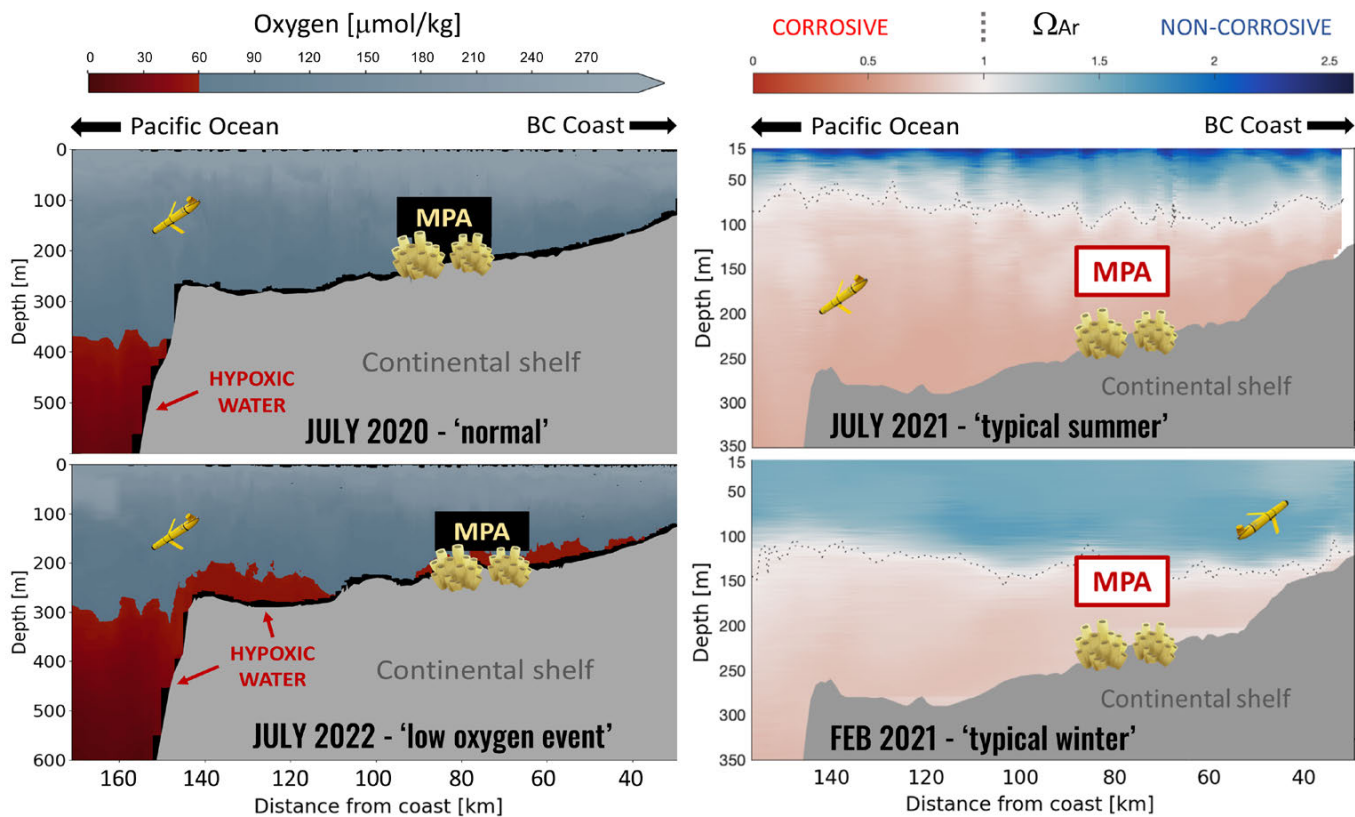 Oxygen [μmol/kg]
0 30 60 90 120 150 180 210 240 270
Pacific Ocean BC Coast
0
100
200
300
400
500
Depth [m]
MPA
Continental shelf
HYPOXIC
WATER
JULY 2020 - ‘normal’
0
100
200
300
400
500
600
Depth [m]
MPA
HYPOXIC
WATER
Continental shelf
JULY 2022 - ‘low oxygen event’
160 140 120 100 80 60 40
Distance from coast [km]
CORROSIVE ΩAr NON-CORROSIVE
0 0.5 1 1.5 2 2.5
Pacific Ocean BC Coast
15
50
100
150
200
250
300
350
Depth [m]
MPA
Continental shelf
JULY 2021 - ‘typical summer’
15
50
100
150
200
250
300
350
Depth [m]
MPA
Continental shelf
FEB 2021 - ‘typical winter’
140 120 100 80 60 40
Distance from coast [km]